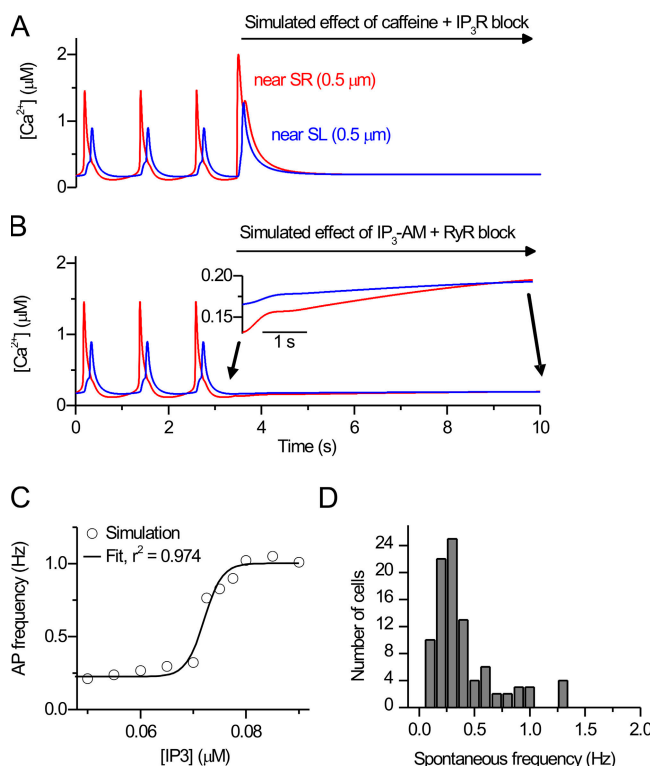 A
Simulated effect of caffeine + IP3R block
[Ca2+] (μM)
2
1
0
near SR (0.5 μm)
near SL (0.5 μm)
B
Simulated effect of IP3-AM + RyR block
[Ca2+] (μM)
2
1
0
0.20
0.15
1 s
0 2 4 6 8 10
Time (s)
C
AP frequency (Hz)
1.0
0.5
0.0
Simulation
Fit, r2 = 0.974
0.06 0.08
[IP3] (μM)
D
Number of cells
24
20
16
12
8
4
0
0.0 0.5 1.0 1.5 2.0
Spontaneous frequency (Hz)